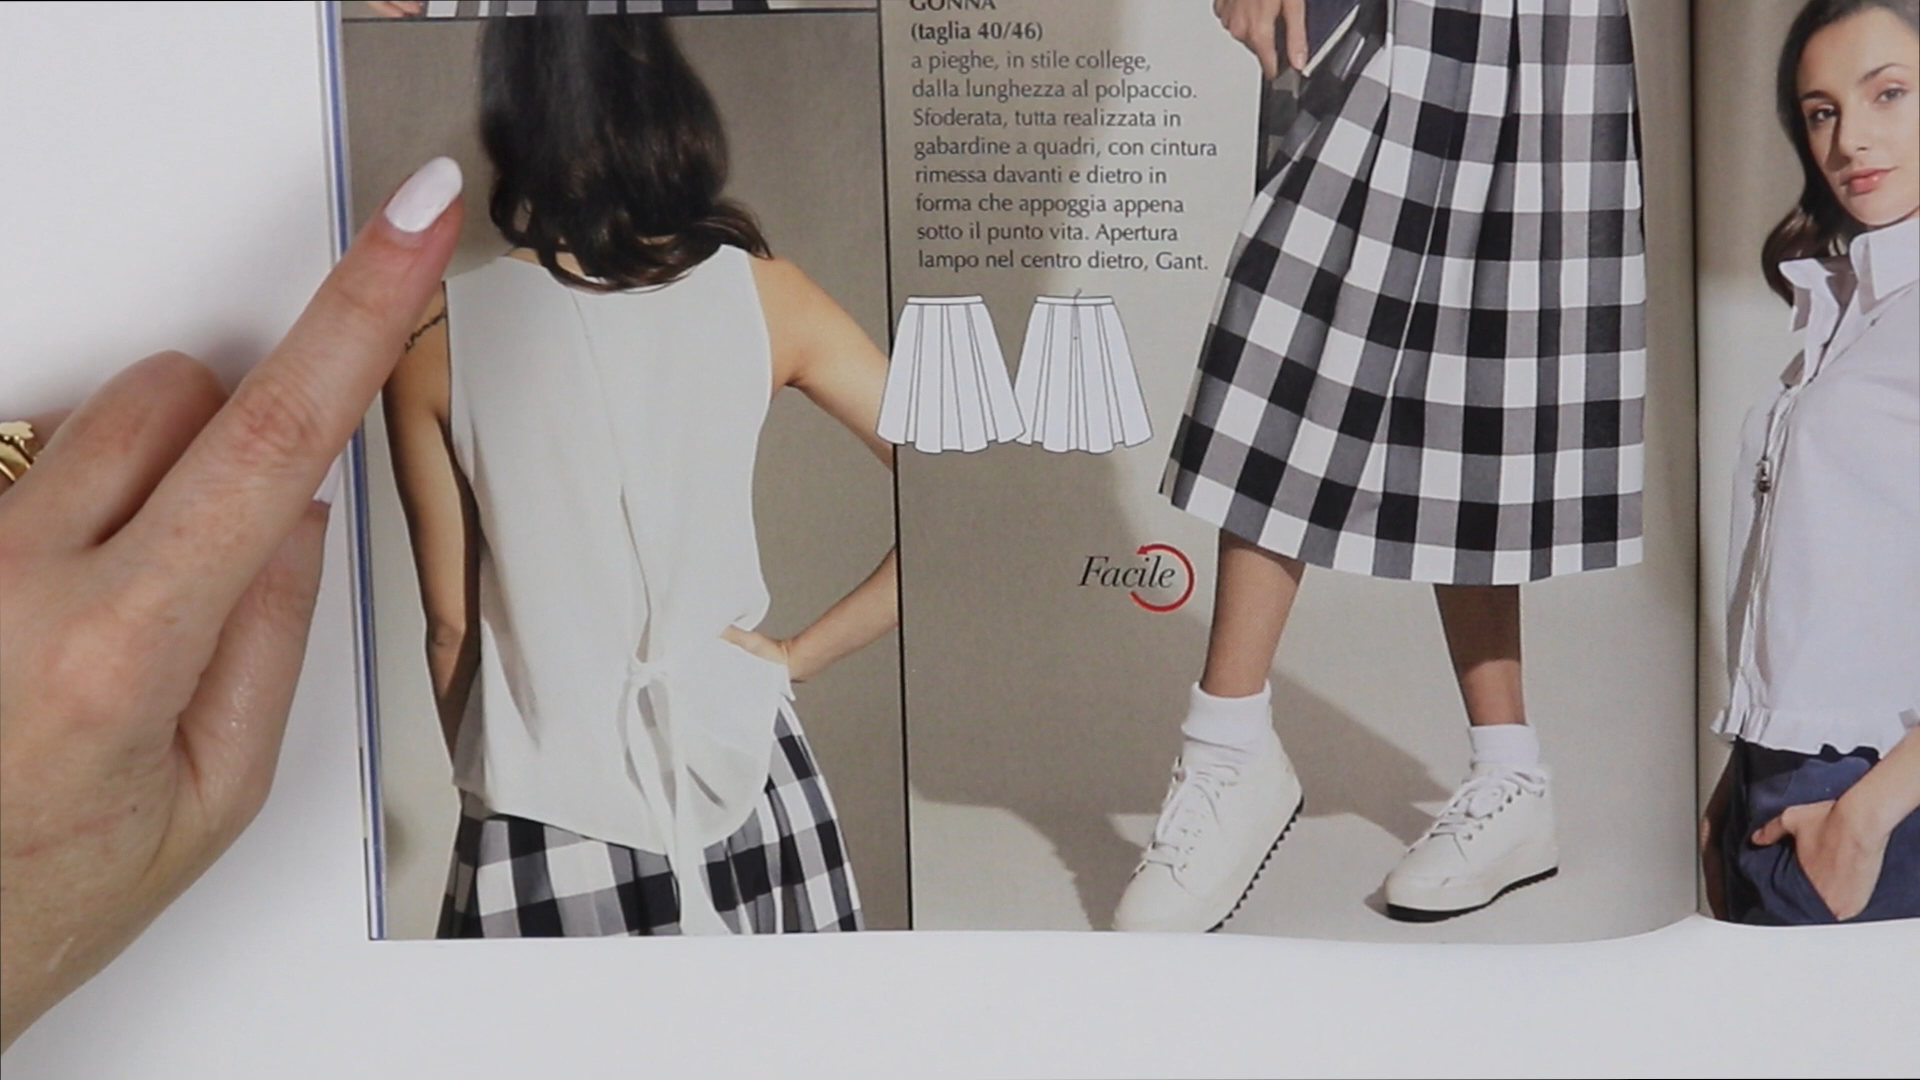 GONNA
(taglia 40/46)
a pieghe, in stile college,
dalla lunghezza al polpaccio.
Sfoderata, tutta realizzata in
gabardine a quadri, con cintura
rimessa davanti e dietro in
forma che appoggia appena
sotto il punto vita. Apertura
lampo nel centro dietro, Gant.
Facile